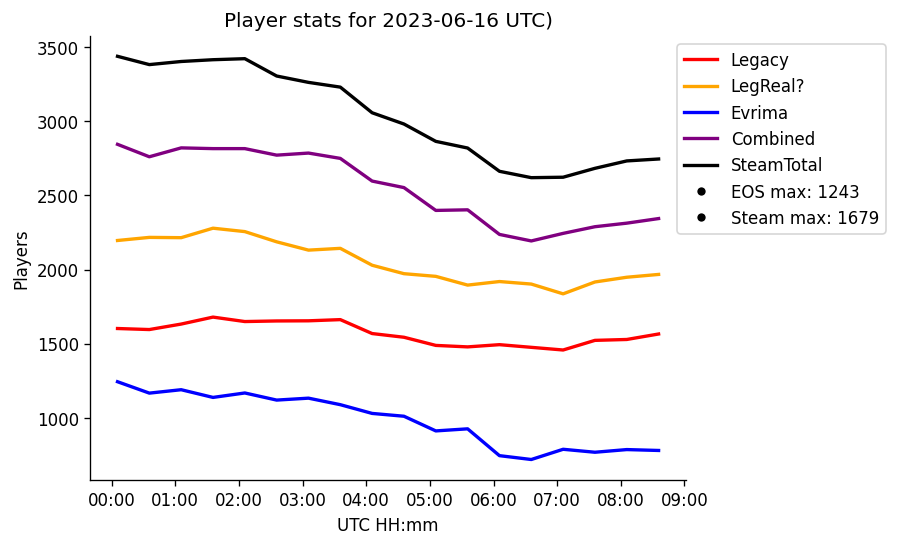 Player stats for 2023-06-16 UTC)
3500
3000
2500
2000
1500
1000
Players
00:00 01:00 02:00 03:00 04:00 05:00 06:00 07:00 08:00 09:00
UTC HH:mm
Legacy
LegReal?
Evrima
Combined
SteamTotal
EOS max: 1243
Steam max: 1679